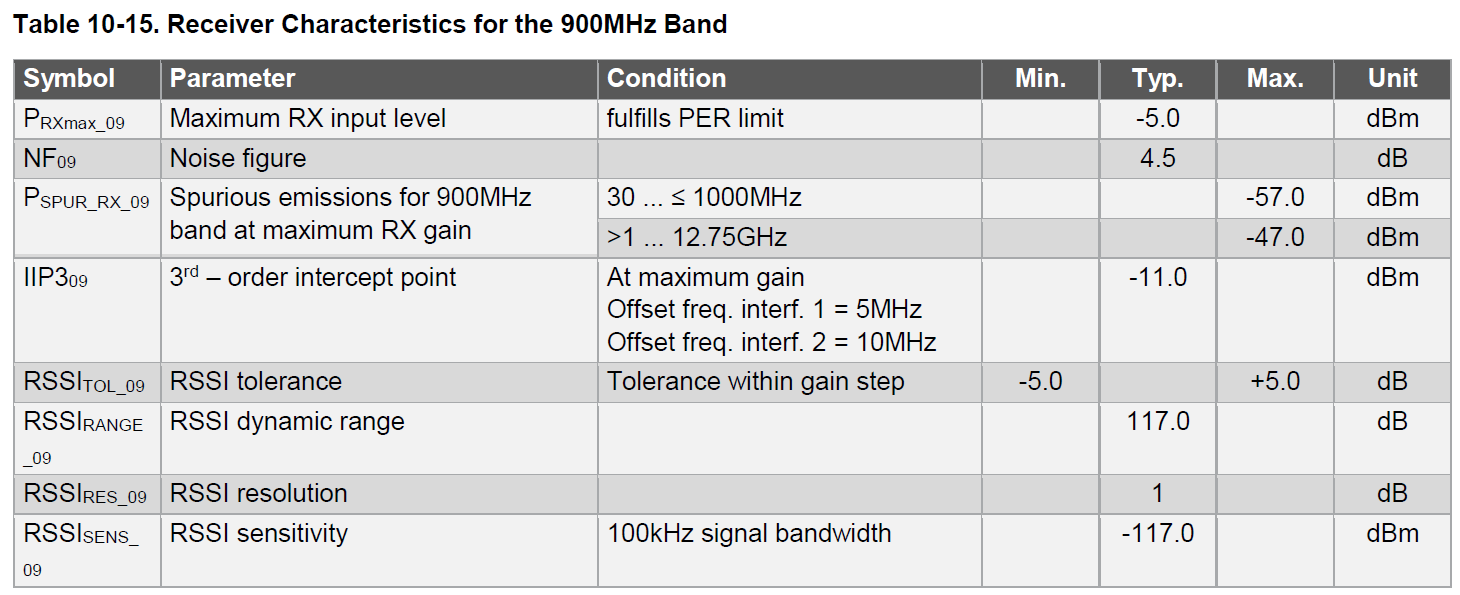 Table 10-15. Receiver Characteristics for the 900MHz Band
Symbol Parameter Condition Min. Typ. Max. Unit
PRXmax_09 Maximum RX input level fulfills PER limit -5.0 dBm
NF09 Noise figure 4.5 dB
PSPUR_RX_09 Spurious emissions for 900MHz 30 ... ≤ 1000MHz -57.0 dBm
band at maximum RX gain >1 ... 12.75GHz -47.0 dBm
IIP309 3rd – order intercept point At maximum gain -11.0 dBm
Offset freq. interf. 1 = 5MHz
Offset freq. interf. 2 = 10MHz
RSSITOL_09 RSSI tolerance Tolerance within gain step -5.0 +5.0 dB
RSSIRANGE RSSI dynamic range 117.0 dB
_09
RSSIRES_09 RSSI resolution 1 dB
RSSISENS_ RSSI sensitivity 100kHz signal bandwidth -117.0 dBm
09